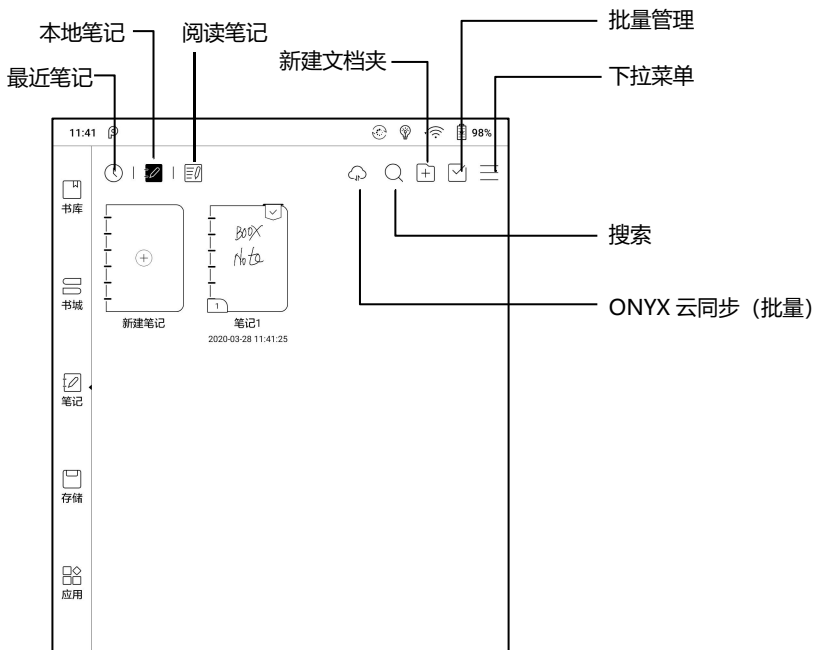 批量管理
本地笔记
阅读笔记
新建文档夹
最近笔记
下拉菜单
11:41
98%
书库
搜索
BOOX
Note
书城
1
ONYX 云同步（批量）
新建笔记
笔记1
2020-03-28 11:41:25
笔记
存储
应用